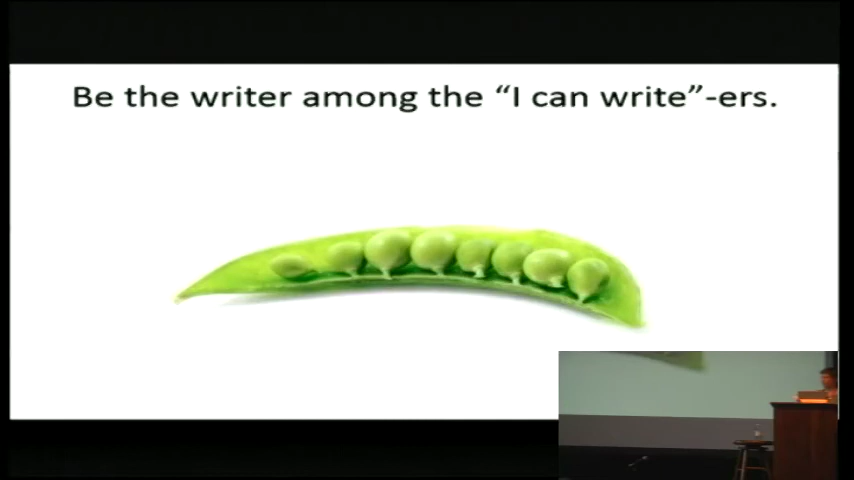 Be the writer among the “I can write”-ers.